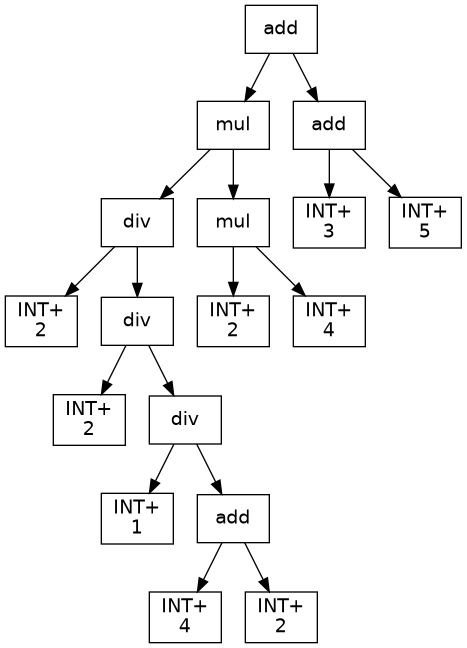 add
mul
add
div
mul
INT+
3
INT+
5
INT+
2
div
INT+
2
INT+
4
INT+
2
div
INT+
1
add
INT+
4
INT+
2